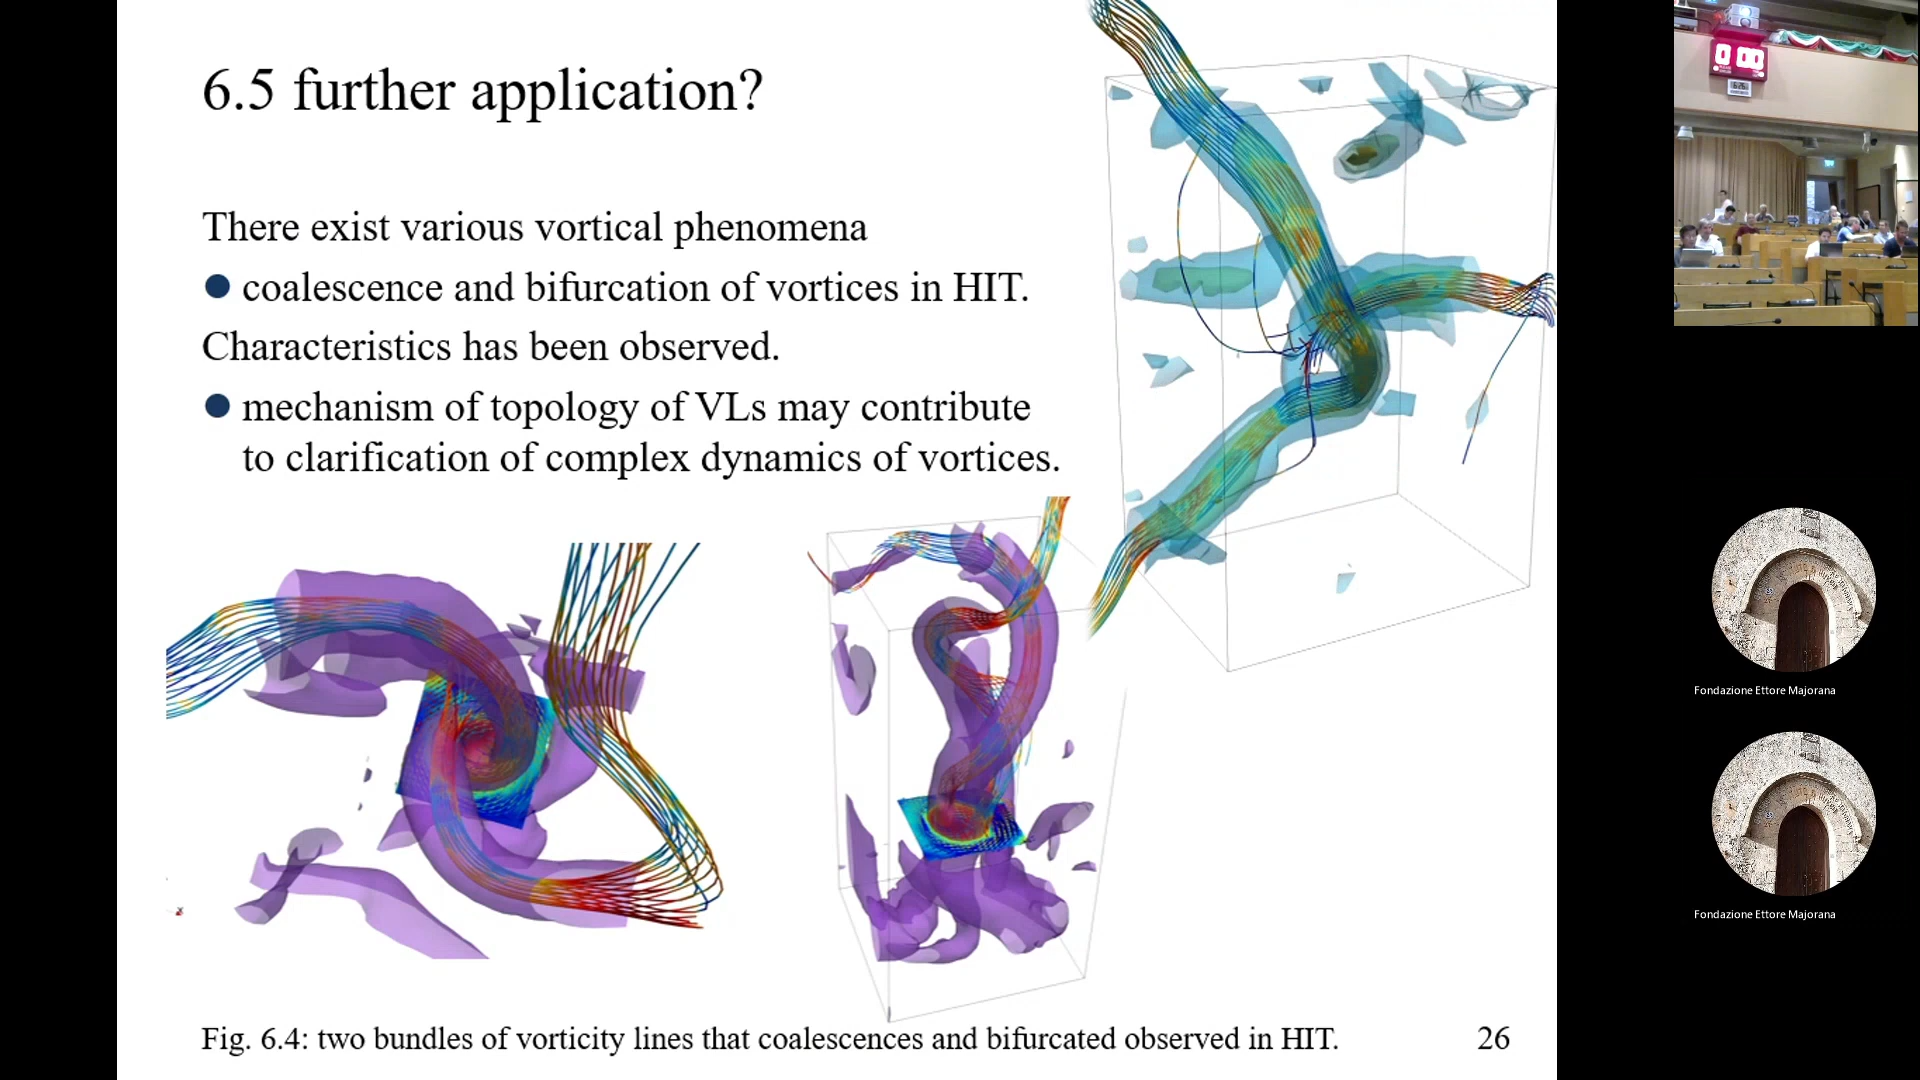 6.5 further application?
There exist various vortical phenomena
coalescence and bifurcation of vortices in HIT.
Characteristics has been observed.
mechanism of topology of VLs may contribute
to clarification of complex dynamics of vortices.
Fig. 6.4: two bundles of vorticity lines that coalescences and bifurcated observed in HIT.
26
0 00
Fondazione Ettore Majorana
Fondazione Ettore Majorana